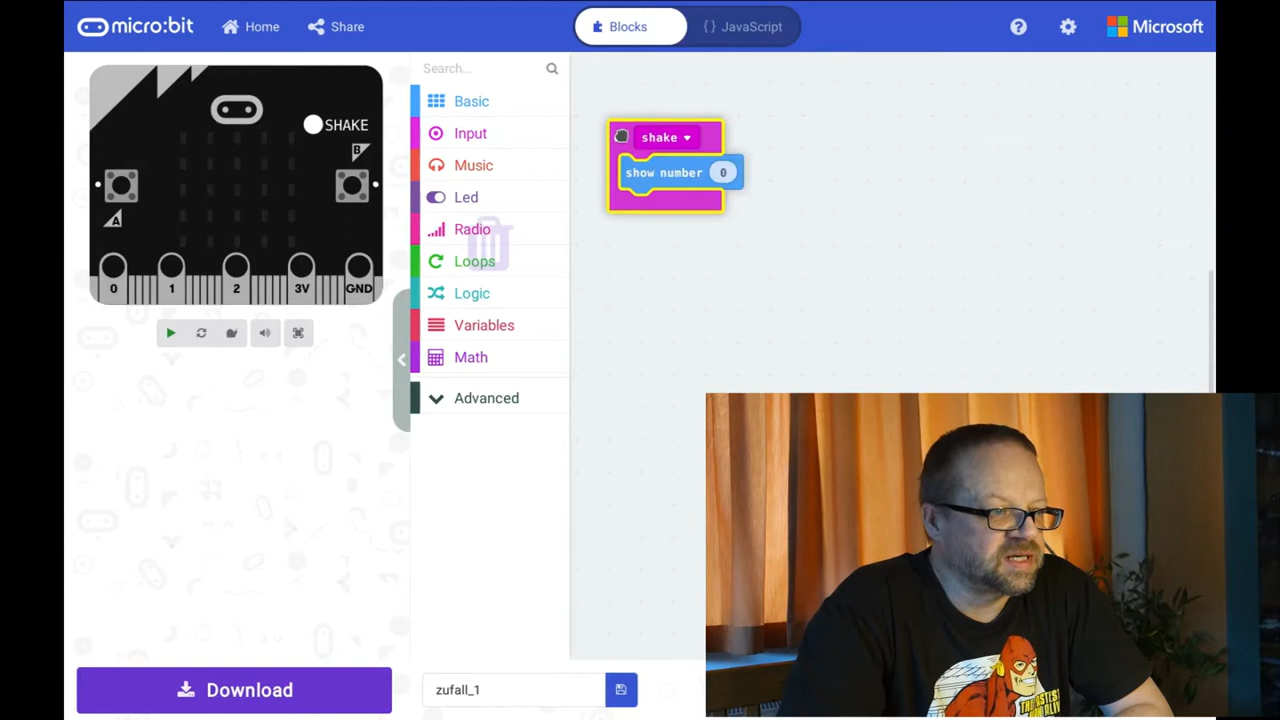 micro:bit Home Share Blocks {} JavaScript ? Microsoft
SHAKE
B
A
0 1 2 3V GND
Search...
Basic
Input
Music
Led
Radio
Loops
Logic
Variables
Math
Advanced
shake
show number 0
Download
zufall_1